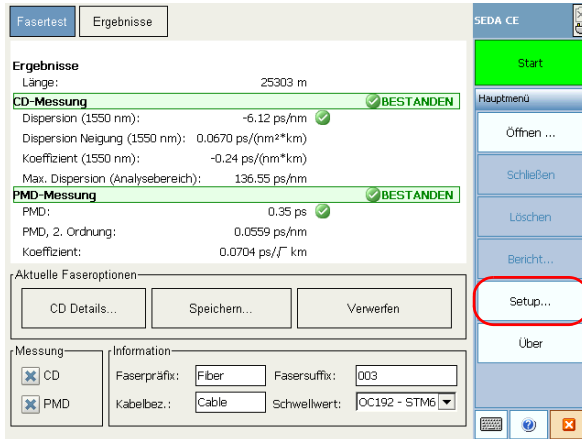 Fasertest Ergebnisse
Ergebnisse
Länge: 25303 m
CD-Messung BESTANDEN
Dispersion (1550 nm): -6.12 ps/nm
Dispersion Neigung (1550 nm): 0.0670 ps/(nm²*km)
Koeffizient (1550 nm): -0.24 ps/(nm*km)
Max. Dispersion (Analysebereich): 136.55 ps/nm
PMD-Messung BESTANDEN
PMD: 0.35 ps
PMD, 2. Ordnung: 0.0559 ps/nm
Koeffizient: 0.0704 ps/√ km
Aktuelle Faseroptionen
CD Details... Speichern... Verwerfen
Messung
CD
PMD
Information
Faserpräfix: Fiber Fasersuffix: 003
Kabelbez.: Cable Schwellwert: OC192 - STM6
SEDA CE
Start
Hauptmenü
Öffnen ...
Schließen
Löschen
Bericht...
Setup...
Über